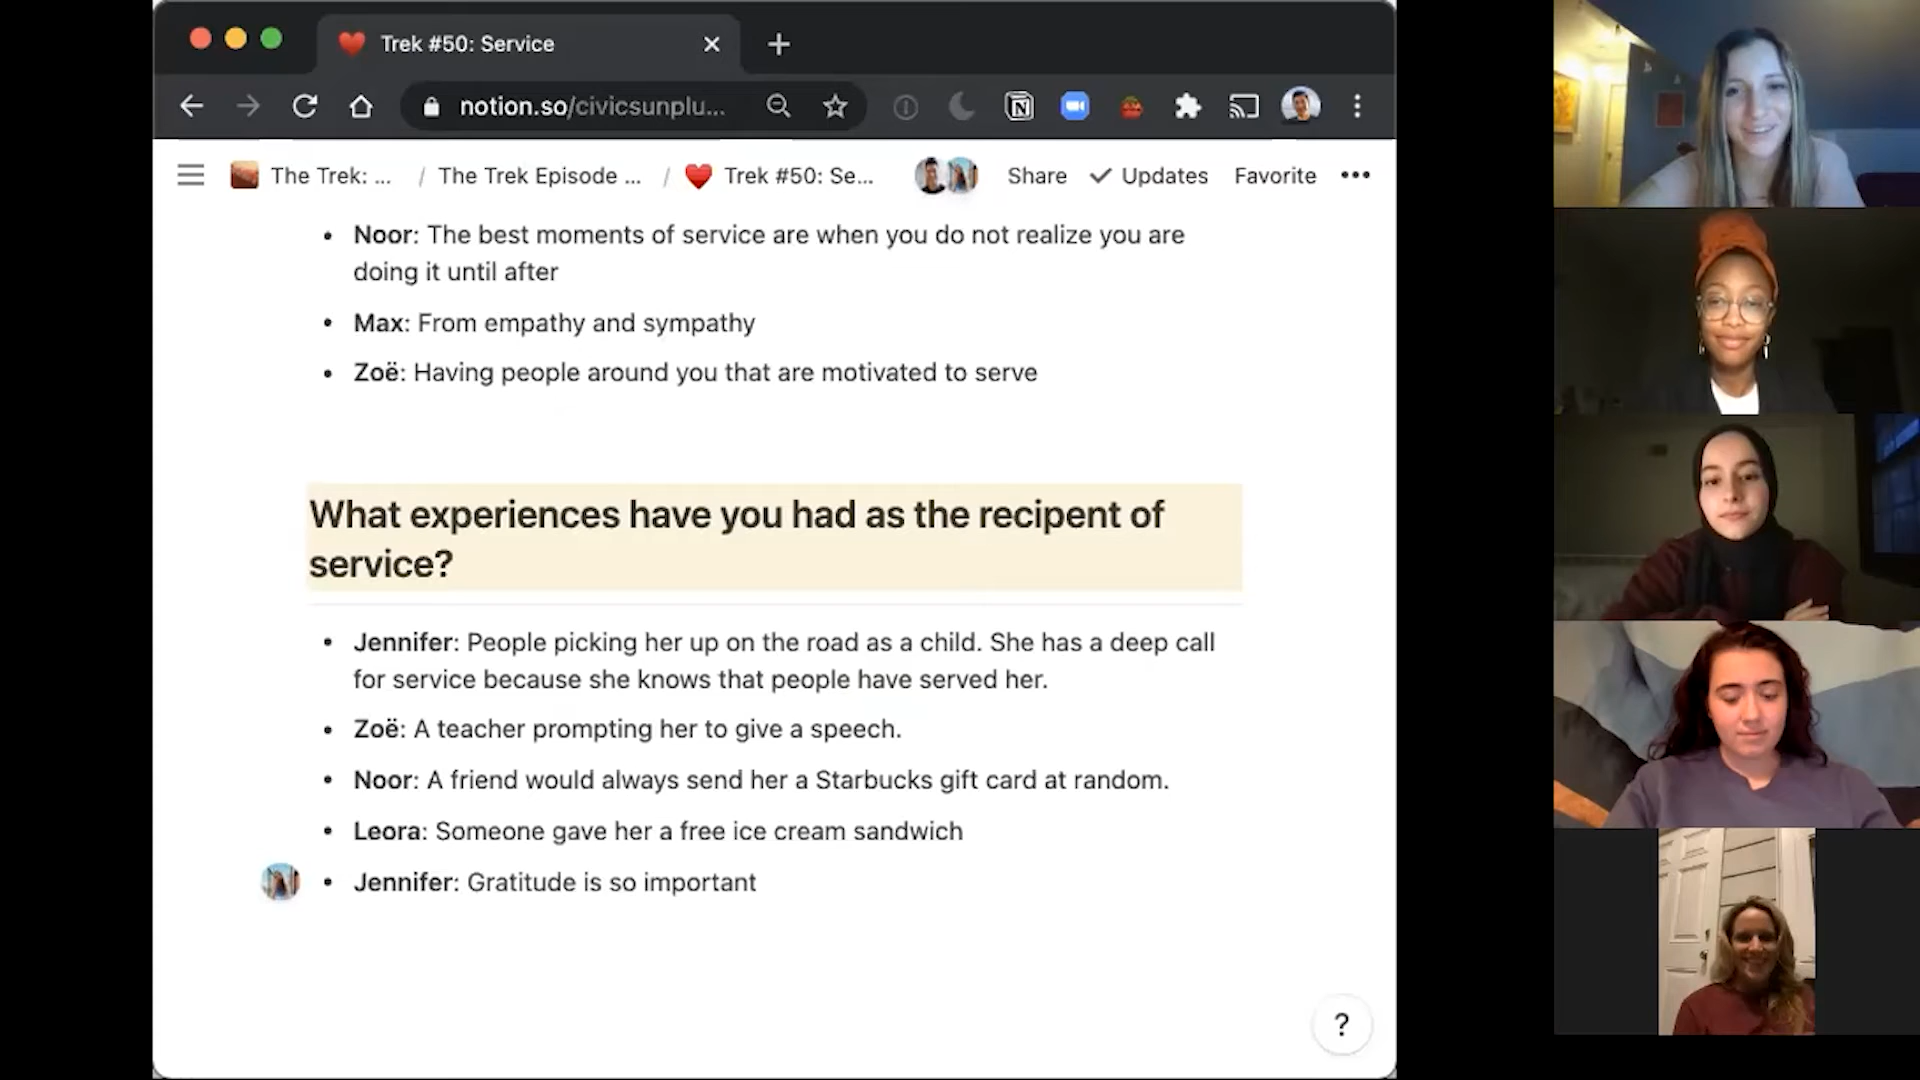 Trek #50: Service
notion.so/civicsunplu...
The Trek: ... / The Trek Episode ... / Trek #50: Se... Share Updates Favorite
Noor: The best moments of service are when you do not realize you are
doing it until after
Max: From empathy and sympathy
Zoë: Having people around you that are motivated to serve
What experiences have you had as the recipent of
service?
Jennifer: People picking her up on the road as a child. She has a deep call
for service because she knows that people have served her.
Zoë: A teacher prompting her to give a speech.
Noor: A friend would always send her a Starbucks gift card at random.
Leora: Someone gave her a free ice cream sandwich
Jennifer: Gratitude is so important
?